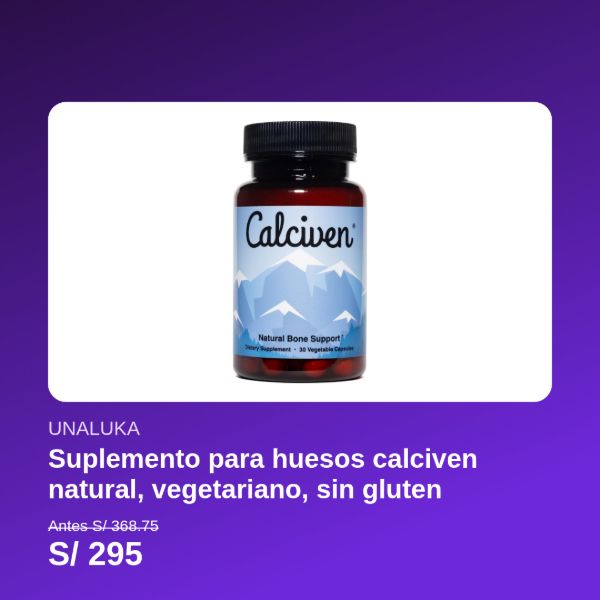 Calciven®
Natural Bone Support†
Dietary Supplement • 30 Vegetable Capsules
UNALUKA
Suplemento para huesos calciven
natural, vegetariano, sin gluten
Antes S/ 368.75
S/ 295